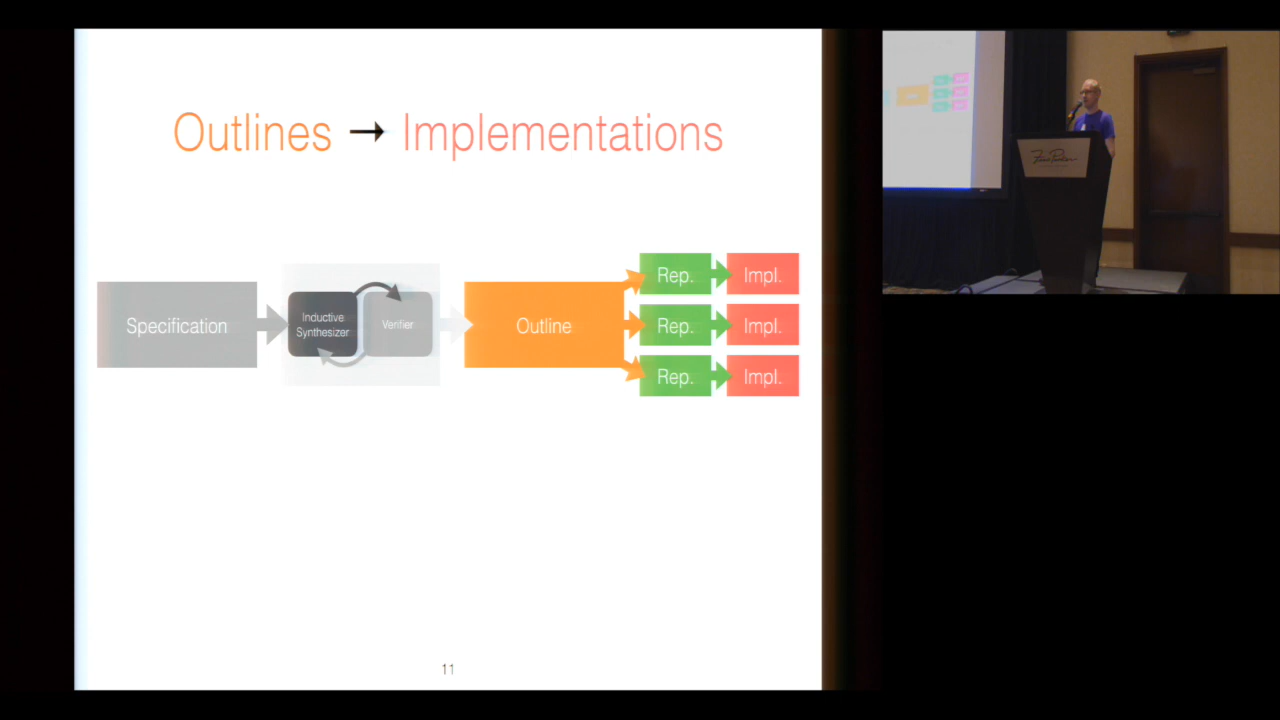 Outlines → Implementations
Specification
Inductive
Synthesizer
Verifier
Outline
Rep.
Impl.
Rep.
Impl.
Rep.
Impl.
11